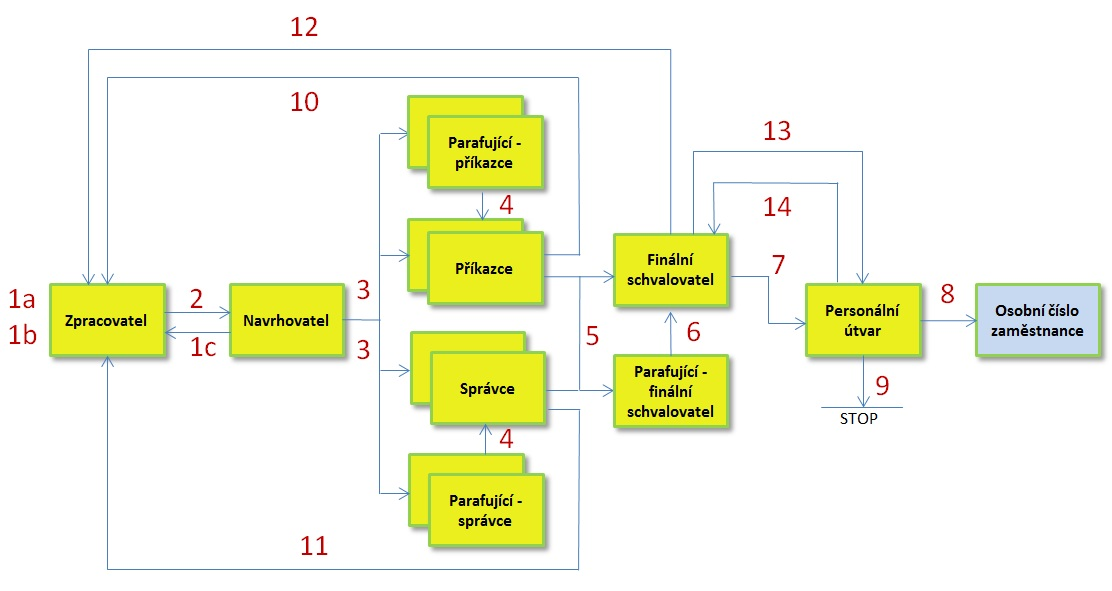 12
10
Parafující -
příkazce
4
13
14
Příkazce
Finální
schvalovatel
7
1a
1b
Zpracovatel
2
1c
Navrhovatel
3
3
5
6
Personální
útvar
8
Osobní číslo
zaměstnance
Správce
Parafující -
finální
schvalovatel
9
STOP
4
Parafující -
správce
11